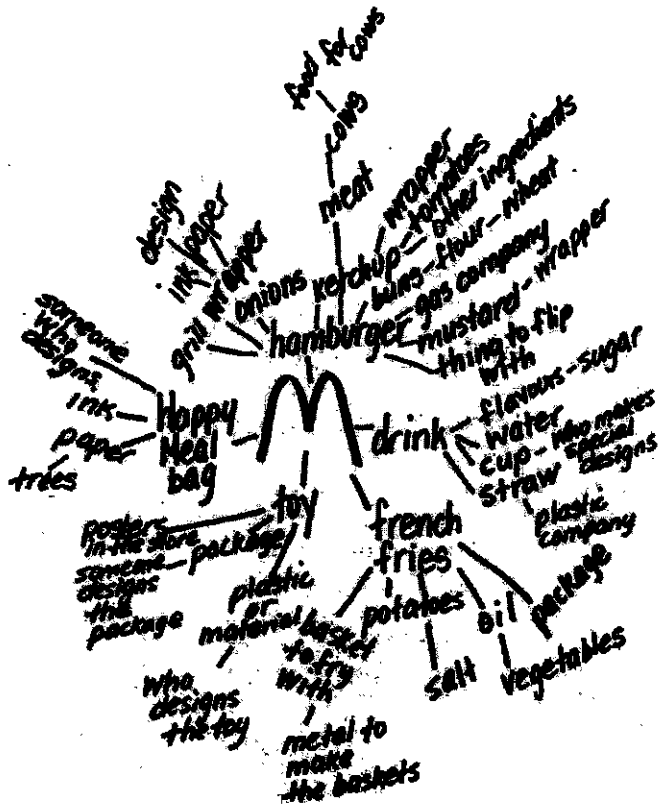 food for
cows
cows
meat
wrapper
tomatoes
other ingredients
ketchup
buns - flour - wheat
gas company
mustard - wrapper
thing to flip
with
hamburger
onions
wrapper
paper
ink
design
grill
someone
who
designs
ink
paper
trees
happy
Meal
bag
drink
flavours - sugar
water
cup - who makes
special
designs
straw
plastic
company
toy
posters
in the store
package
someone
designs
the
package
plastic
or
material
who
designs
the toy
french
fries
basket
to fry
with
metal to
make
the baskets
potatoes
salt
oil
vegetables
package